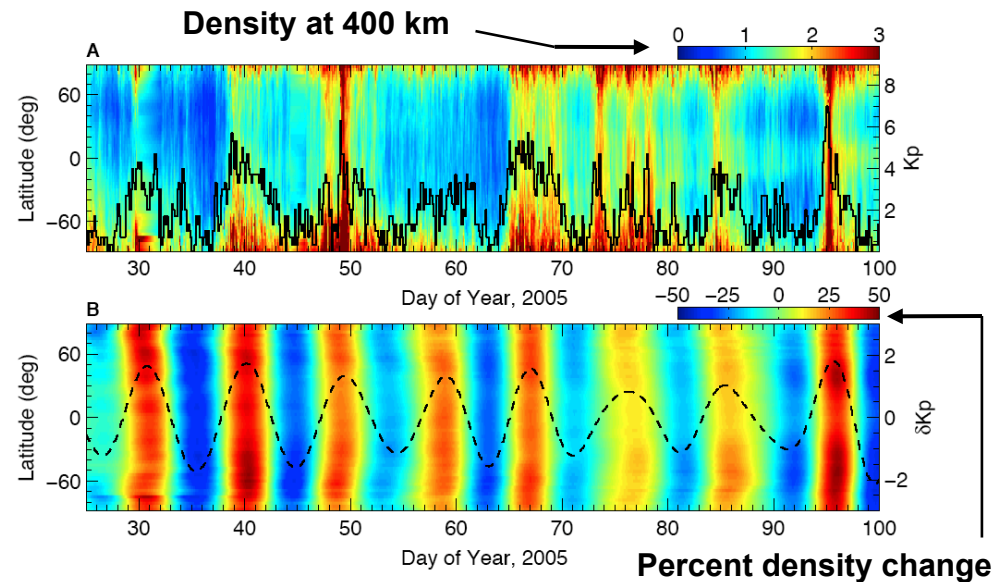 Density at 400 km
A
0 1 2 3
Latitude (deg)
60
0
−60
8
6
4
2
Kp
30 40 50 60 70 80 90 100
Day of Year, 2005
B
−50 −25 0 25 50
Latitude (deg)
60
0
−60
2
0
−2
δKp
30 40 50 60 70 80 90 100
Day of Year, 2005
Percent density change